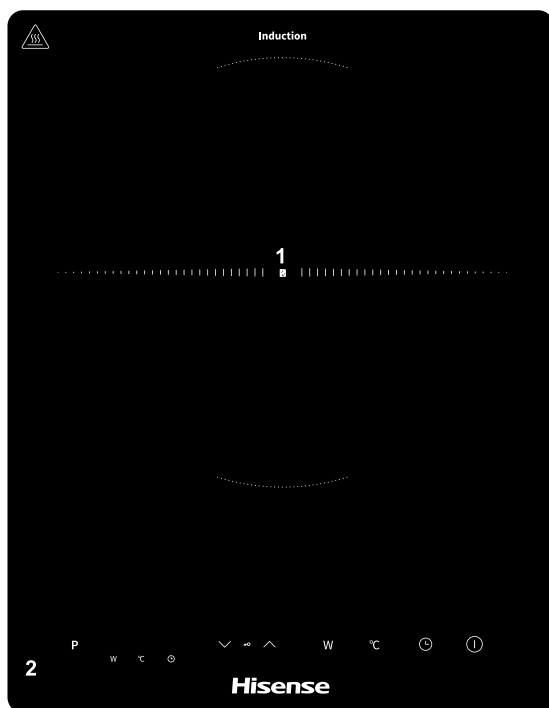 Induction
1
P W ℃
W ℃
2
Hisense